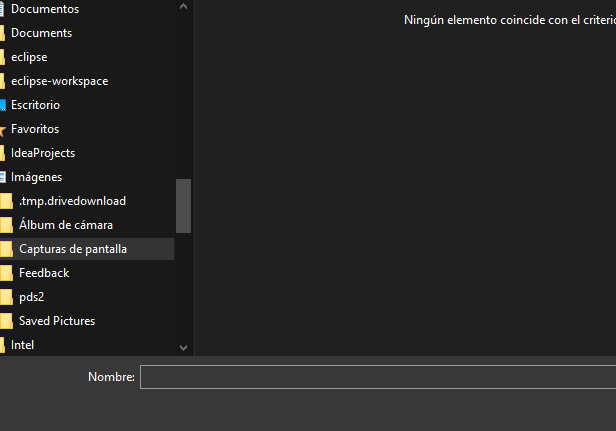 Documentos
Documents
eclipse
eclipse-workspace
Escritorio
Favoritos
IdeaProjects
Imágenes
.tmp.drivedownload
Álbum de cámara
Capturas de pantalla
Feedback
pds2
Saved Pictures
Intel
Ningún elemento coincide con el criterio
Nombre: